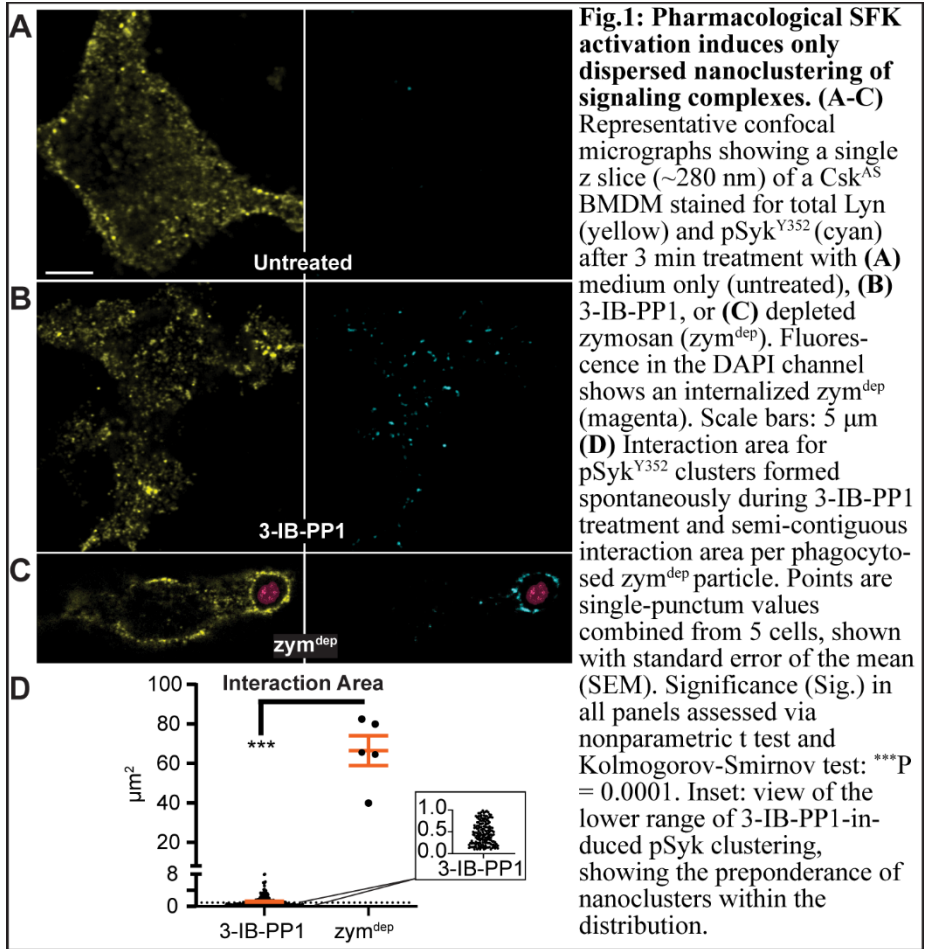 A
Untreated
B
3-IB-PP1
C
zym^dep
D
Interaction Area
100
80
60
40
20
8
0
µm²
***
1.0
0.5
0.0
3-IB-PP1
3-IB-PP1
zym^dep
Fig.1: Pharmacological SFK
activation induces only
dispersed nanoclustering of
signaling complexes. (A-C)
Representative confocal
micrographs showing a single
z slice (~280 nm) of a Csk^AS
BMDM stained for total Lyn
(yellow) and pSyk^Y352 (cyan)
after 3 min treatment with (A)
medium only (untreated), (B)
3-IB-PP1, or (C) depleted
zymosan (zym^dep). Fluores-
cence in the DAPI channel
shows an internalized zym^dep
(magenta). Scale bars: 5 µm
(D) Interaction area for
pSyk^Y352 clusters formed
spontaneously during 3-IB-PP1
treatment and semi-contiguous
interaction area per phagocyto-
sed zym^dep particle. Points are
single-punctum values
combined from 5 cells, shown
with standard error of the mean
(SEM). Significance (Sig.) in
all panels assessed via
nonparametric t test and
Kolmogorov-Smirnov test: ***P
= 0.0001. Inset: view of the
lower range of 3-IB-PP1-in-
duced pSyk clustering,
showing the preponderance of
nanoclusters within the
distribution.